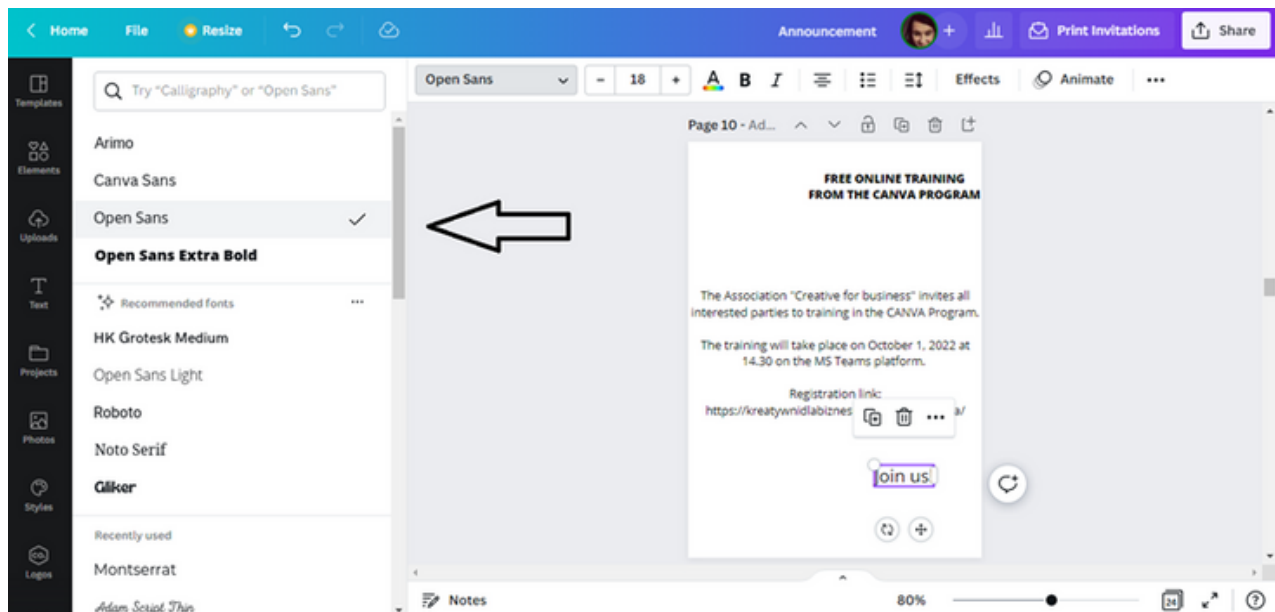 Home File Resize Announcement Print Invitations Share
Templates
Elements
Uploads
Text
Projects
Photos
Styles
CO.
Logos
Try "Calligraphy" or "Open Sans"
Arimo
Canva Sans
Open Sans
Open Sans Extra Bold
Recommended fonts
HK Grotesk Medium
Open Sans Light
Roboto
Noto Serif
Gliker
Recently used
Montserrat
Adam Script Thin
Open Sans - 18 + A B I Effects Animate
Page 10 - Ad...
FREE ONLINE TRAINING
FROM THE CANVA PROGRAM
The Association "Creative for business" invites all
interested parties to training in the CANVA Program.
The training will take place on October 1, 2022 at
14.30 on the MS Teams platform.
Registration link:
https://kreatywnidlabiznes a/
Join us!
Notes 80% 24 ?